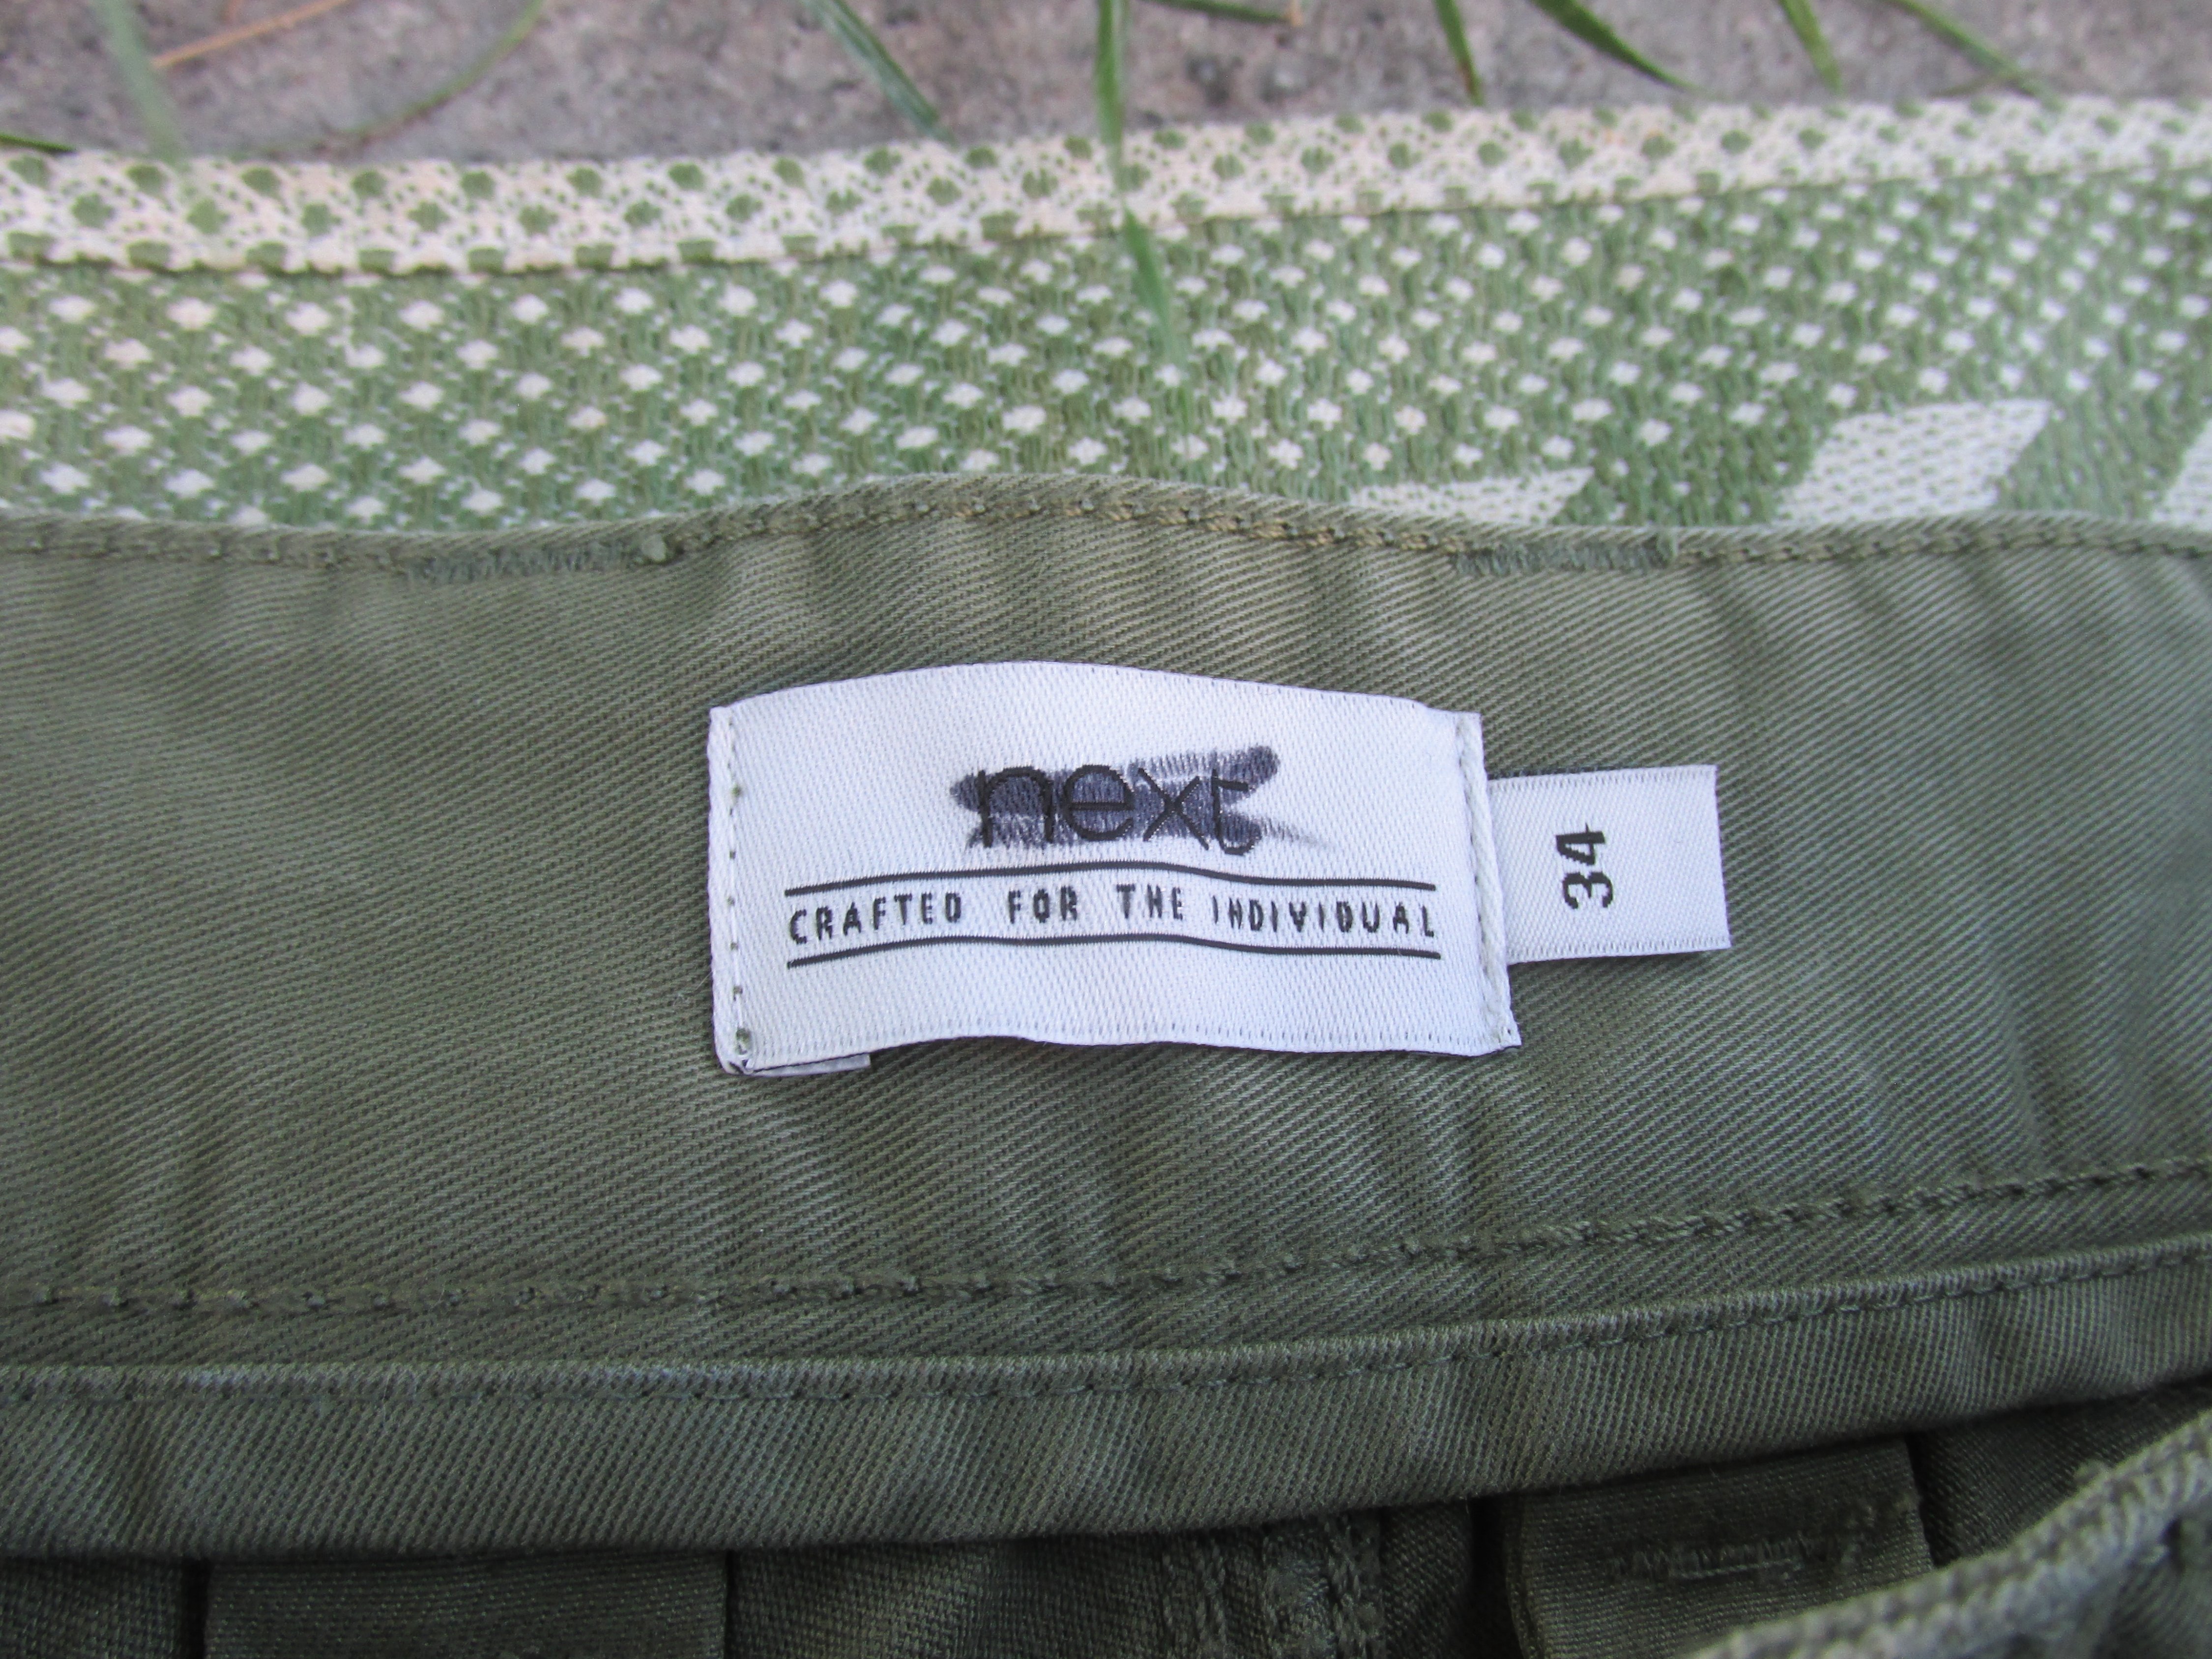 next
CRAFTED FOR THE INDIVIDUAL
34